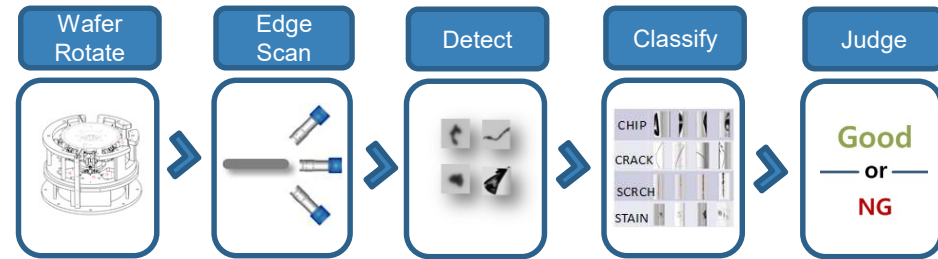 Wafer
Rotate
Edge
Scan
Detect
Classify
Judge
CHIP
CRACK
SCRCH
STAIN
Good
or
NG